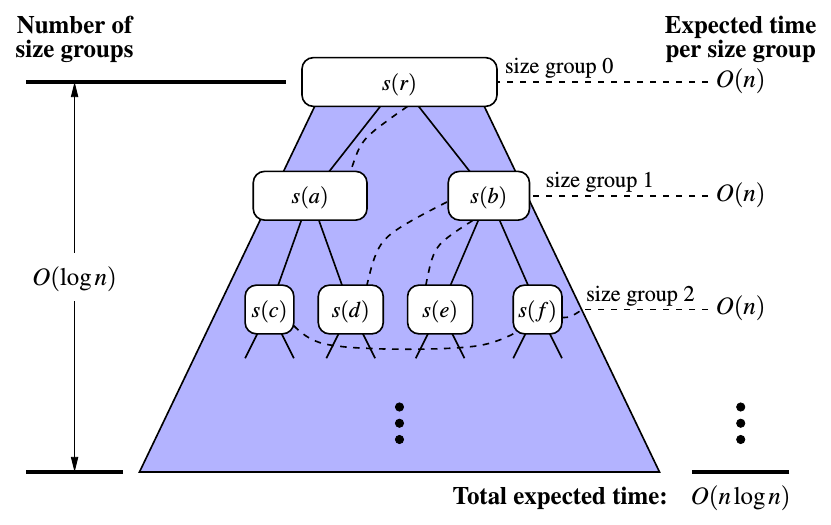 Number of
size groups
Expected time
per size group
s(r)
size group 0
O(n)
s(a)
s(b)
size group 1
O(n)
O(log n)
s(c)
s(d)
s(e)
s(f)
size group 2
O(n)
Total expected time:
O(n log n)